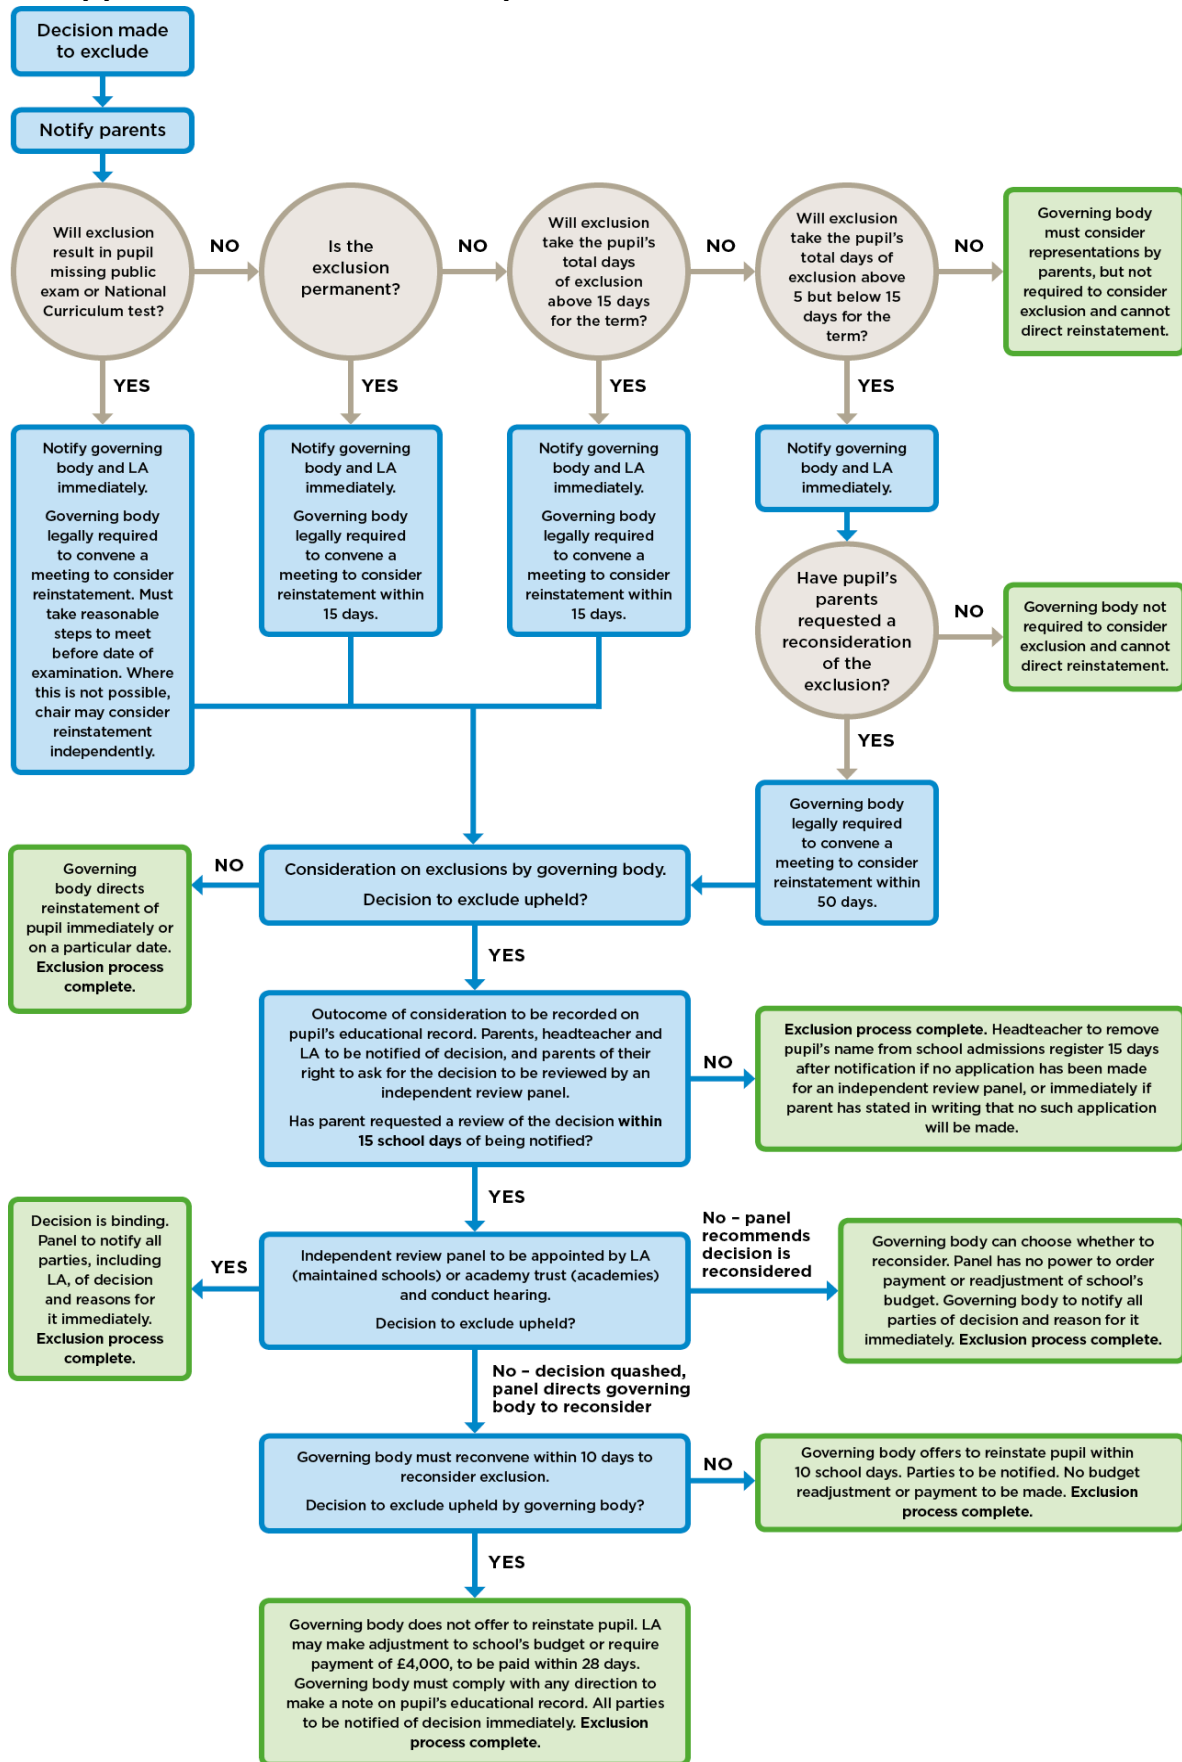 Decision made
to exclude
Notify parents
Will exclusion
result in pupil
missing public
exam or National
Curriculum test?
NO
Is the
exclusion
permanent?
NO
Will exclusion
take the pupil's
total days
of exclusion
above 15 days
for the term?
NO
Will exclusion
take the pupil's
total days of
exclusion above
5 but below 15
days for the
term?
NO
Governing body
must consider
representations by
parents, but not
required to consider
exclusion and cannot
direct reinstatement.
YES
YES
YES
YES
Notify governing
body and LA
immediately.
Governing body
legally required
to convene a
meeting to consider
reinstatement. Must
take reasonable
steps to meet
before date of
examination. Where
this is not possible,
chair may consider
reinstatement
independently.
Notify governing
body and LA
immediately.
Governing body
legally required
to convene a
meeting to consider
reinstatement within
15 days.
Notify governing
body and LA
immediately.
Governing body
legally required
to convene a
meeting to consider
reinstatement within
15 days.
Notify governing
body and LA
immediately.
Have pupil's
parents
requested a
reconsideration
of the
exclusion?
NO
Governing body not
required to consider
exclusion and cannot
direct reinstatement.
YES
Governing body
legally required
to convene a
meeting to consider
reinstatement within
50 days.
Consideration on exclusions by governing body.
Decision to exclude upheld?
NO
Governing
body directs
reinstatement of
pupil immediately or
on a particular date.
Exclusion process
complete.
YES
Outocome of consideration to be recorded on
pupil's educational record. Parents, headteacher and
LA to be notified of decision, and parents of their
right to ask for the decision to be reviewed by an
independent review panel.
Has parent requested a review of the decision within
15 school days of being notified?
NO
Exclusion process complete. Headteacher to remove
pupil's name from school admissions register 15 days
after notification if no application has been made
for an independent review panel, or immediately if
parent has stated in writing that no such application
will be made.
YES
Independent review panel to be appointed by LA
(maintained schools) or academy trust (academies)
and conduct hearing.
Decision to exclude upheld?
YES
Decision is binding.
Panel to notify all
parties, including
LA, of decision
and reasons for
it immediately.
Exclusion process
complete.
No – panel
recommends
decision is
reconsidered
Governing body can choose whether to
reconsider. Panel has no power to order
payment or readjustment of school's
budget. Governing body to notify all
parties of decision and reason for it
immediately. Exclusion process complete.
No – decision quashed,
panel directs governing
body to reconsider
Governing body must reconvene within 10 days to
reconsider exclusion.
Decision to exclude upheld by governing body?
NO
Governing body offers to reinstate pupil within
10 school days. Parties to be notified. No budget
readjustment or payment to be made. Exclusion
process complete.
YES
Governing body does not offer to reinstate pupil. LA
may make adjustment to school's budget or require
payment of £4,000, to be paid within 28 days.
Governing body must comply with any direction to
make a note on pupil's educational record. All parties
to be notified of decision immediately. Exclusion
process complete.